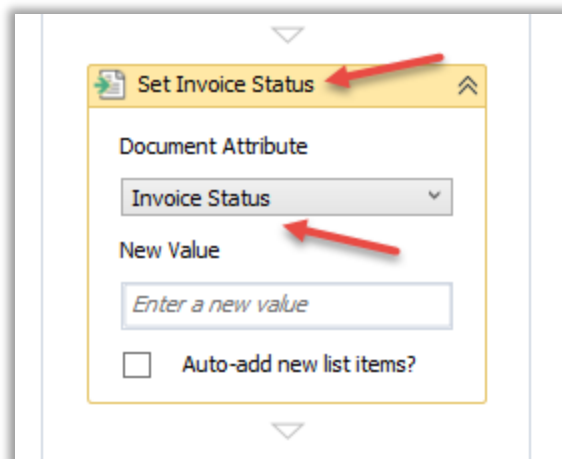 Set Invoice Status
Document Attribute
Invoice Status
New Value
Enter a new value
Auto-add new list items?